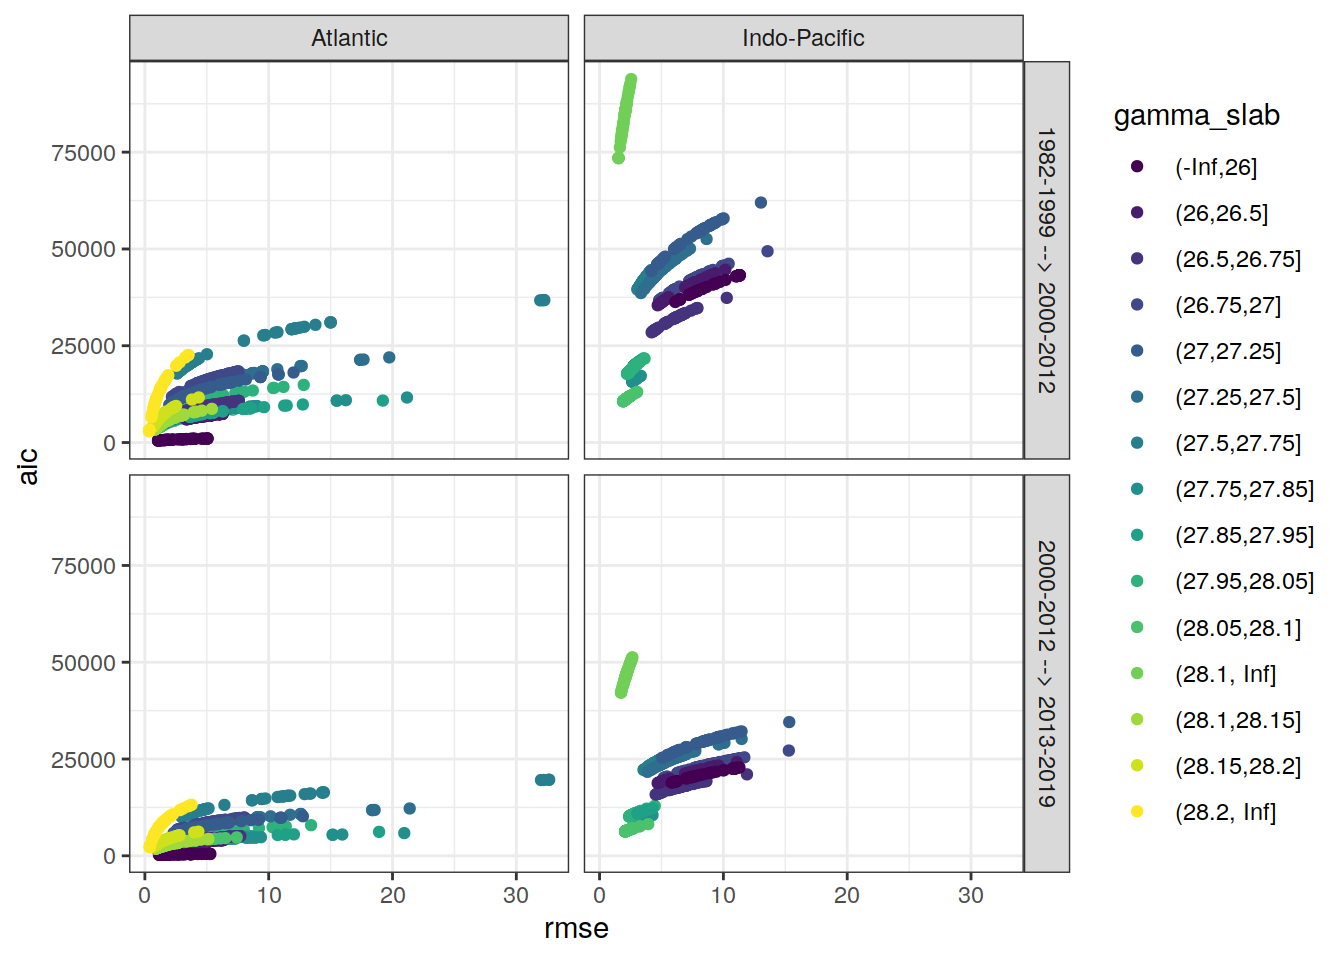 Atlantic
Indo-Pacific
75000
50000
25000
0
1982-1999 --> 2000-2012
75000
50000
25000
0
2000-2012 --> 2013-2019
0
10
20
30
0
10
20
30
rmse
aic
gamma_slab
(-Inf,26]
(26,26.5]
(26.5,26.75]
(26.75,27]
(27,27.25]
(27.25,27.5]
(27.5,27.75]
(27.75,27.85]
(27.85,27.95]
(27.95,28.05]
(28.05,28.1]
(28.1, Inf]
(28.1,28.15]
(28.15,28.2]
(28.2, Inf]